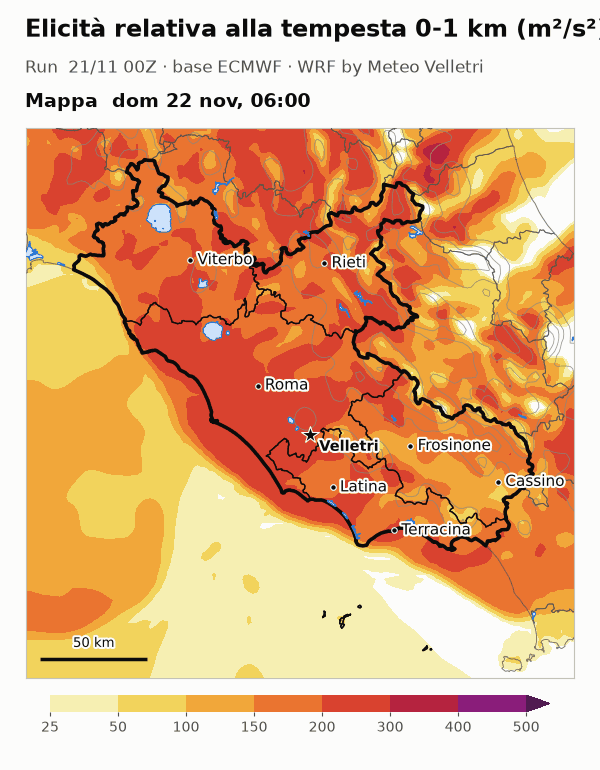 Elicità relativa alla tempesta 0-1 km (m²/s²)
Run  21/11 00Z · base ECMWF · WRF by Meteo Velletri
Mappa  dom 22 nov, 06:00
Viterbo
Rieti
Roma
Velletri
Frosinone
Cassino
Latina
Terracina
50 km
25 50 100 150 200 300 400 500